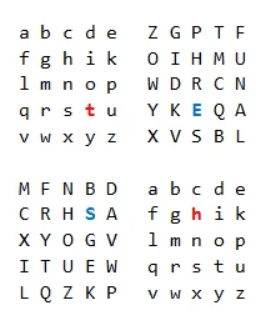 a b c d e Z G P T F
f g h i k O I H M U
l m n o p W D R C N
q r s t u Y K E Q A
v w x y z X V S B L
M F N B D a b c d e
C R H S A f g h i k
X Y O G V l m n o p
I T U E W q r s t u
L Q Z K P v w x y z